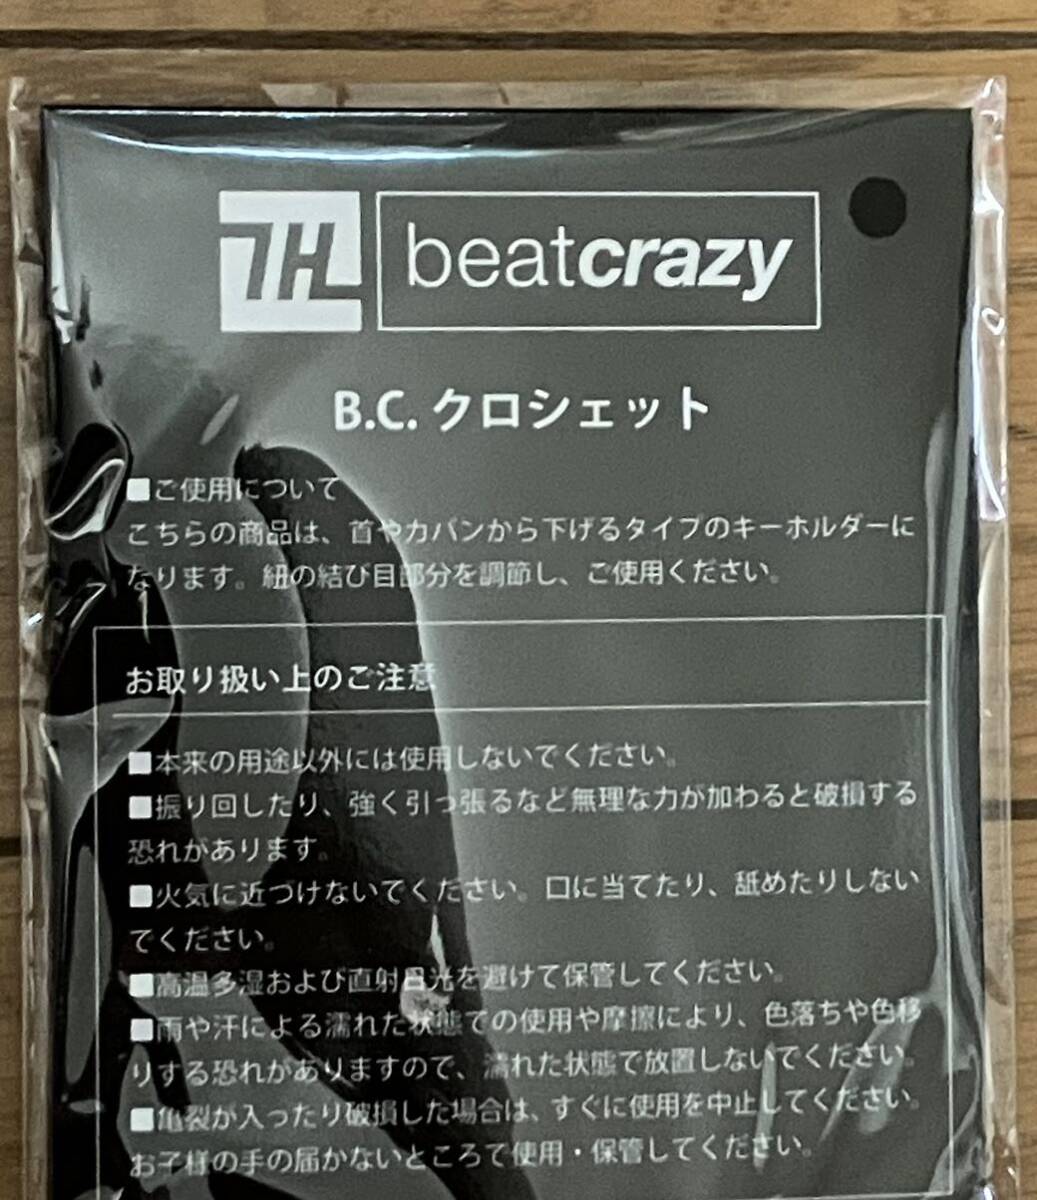 beatcrazy
B.C. クロシェット
■ご使用について
こちらの商品は、首やカバンから下げるタイプのキーホルダーに
なります。紐の結び目部分を調節し、ご使用ください。
お取り扱い上のご注意
■本来の用途以外には使用しないでください。
■振り回したり、強く引っ張るなど無理な力が加わると破損する
恐れがあります。
■火気に近づけないでください。口に当てたり、舐めたりしない
でください。
■高温多湿および直射日光を避けて保管してください。
■雨や汗による濡れた状態での使用や摩擦により、色落ちや色移
りする恐れがありますので、濡れた状態で放置しないでください。
■亀裂が入ったり破損した場合は、すぐに使用を中止してください。
お子様の手の届かないところで使用・保管してください。